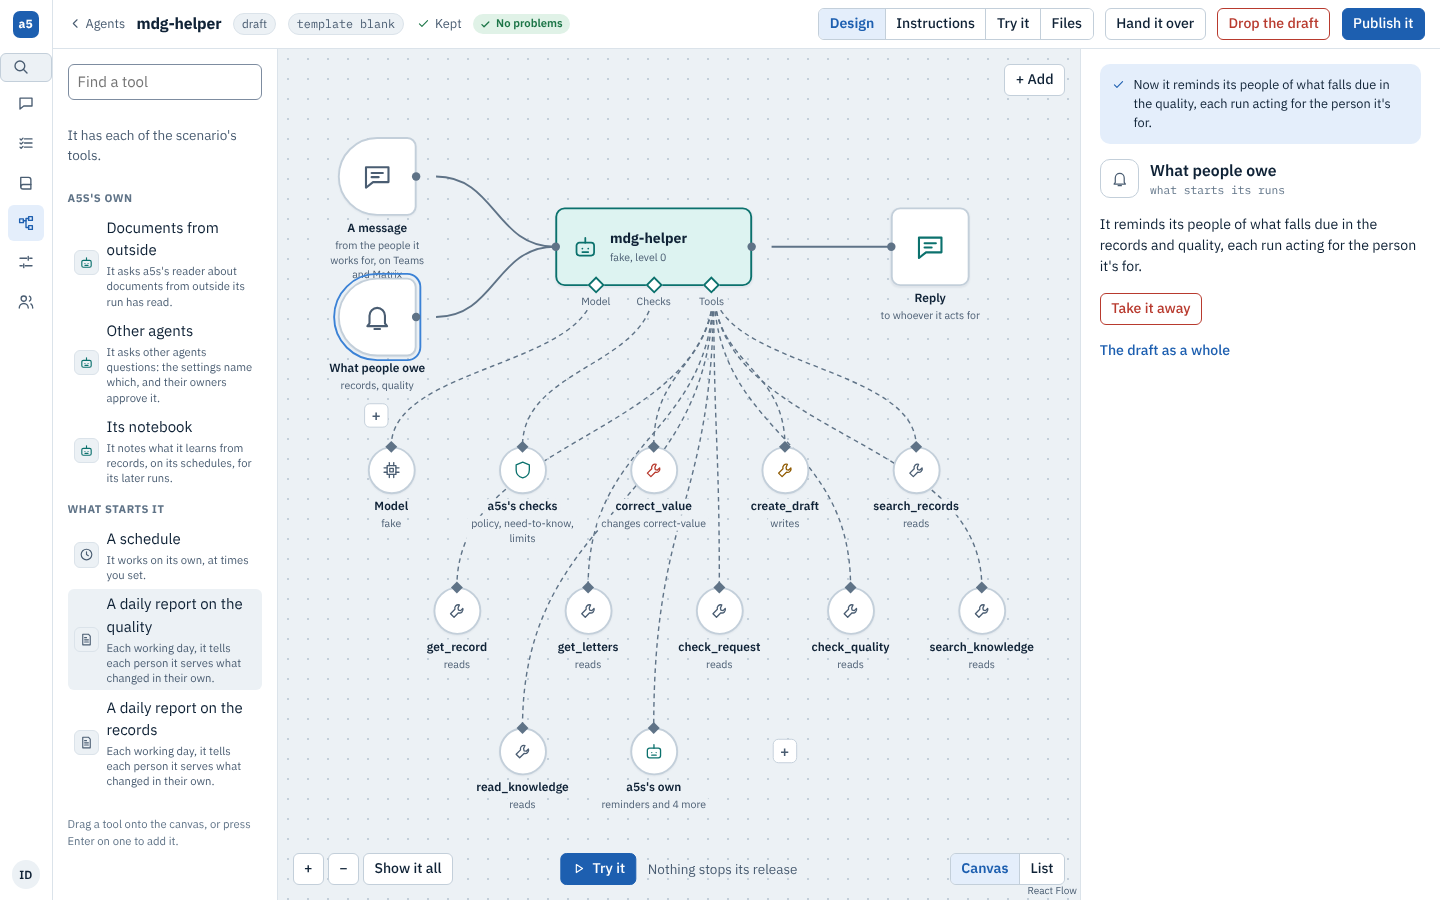 a5
Agents
mdg-helper
draft
template blank
Kept
No problems
Design
Instructions
Try it
Files
Hand it over
Drop the draft
Publish it
Find a tool
It has each of the scenario's
tools.
A5S'S OWN
Documents from
outside
It asks a5s's reader about
documents from outside its
run has read.
Other agents
It asks other agents
questions: the settings name
which, and their owners
approve it.
Its notebook
It notes what it learns from
records, on its schedules, for
its later runs.
WHAT STARTS IT
A schedule
It works on its own, at times
you set.
A daily report on the
quality
Each working day, it tells
each person it serves what
changed in their own.
A daily report on the
records
Each working day, it tells
each person it serves what
changed in their own.
Drag a tool onto the canvas, or press
Enter on one to add it.
ID
+ Add
A message
from the people it
works for, on Teams
and Matrix
What people owe
records, quality
+
mdg-helper
fake, level 0
Model
Checks
Tools
Reply
to whoever it acts for
Model
fake
a5s's checks
policy, need-to-know,
limits
correct_value
changes correct-value
create_draft
writes
search_records
reads
get_record
reads
get_letters
reads
check_request
reads
check_quality
reads
search_knowledge
reads
read_knowledge
reads
a5s's own
reminders and 4 more
+
+
−
Show it all
Try it
Nothing stops its release
Canvas
List
React Flow
Now it reminds its people of what falls due in
the quality, each run acting for the person it's
for.
What people owe
what starts its runs
It reminds its people of what falls due in the
records and quality, each run acting for the person
it's for.
Take it away
The draft as a whole